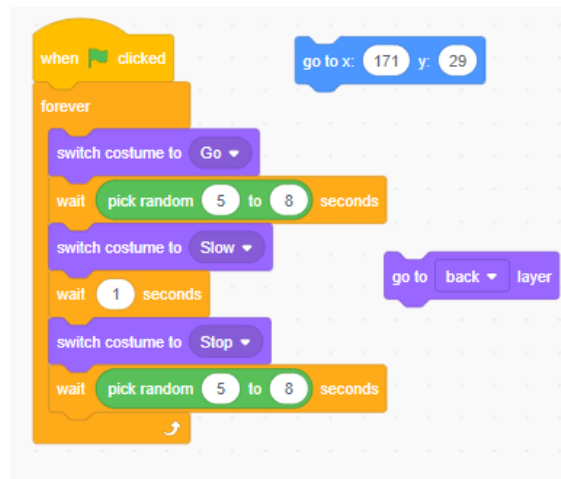 when clicked
go to x: 171 y: 29
forever
switch costume to Go
wait pick random 5 to 8 seconds
switch costume to Slow
go to back layer
wait 1 seconds
switch costume to Stop
wait pick random 5 to 8 seconds